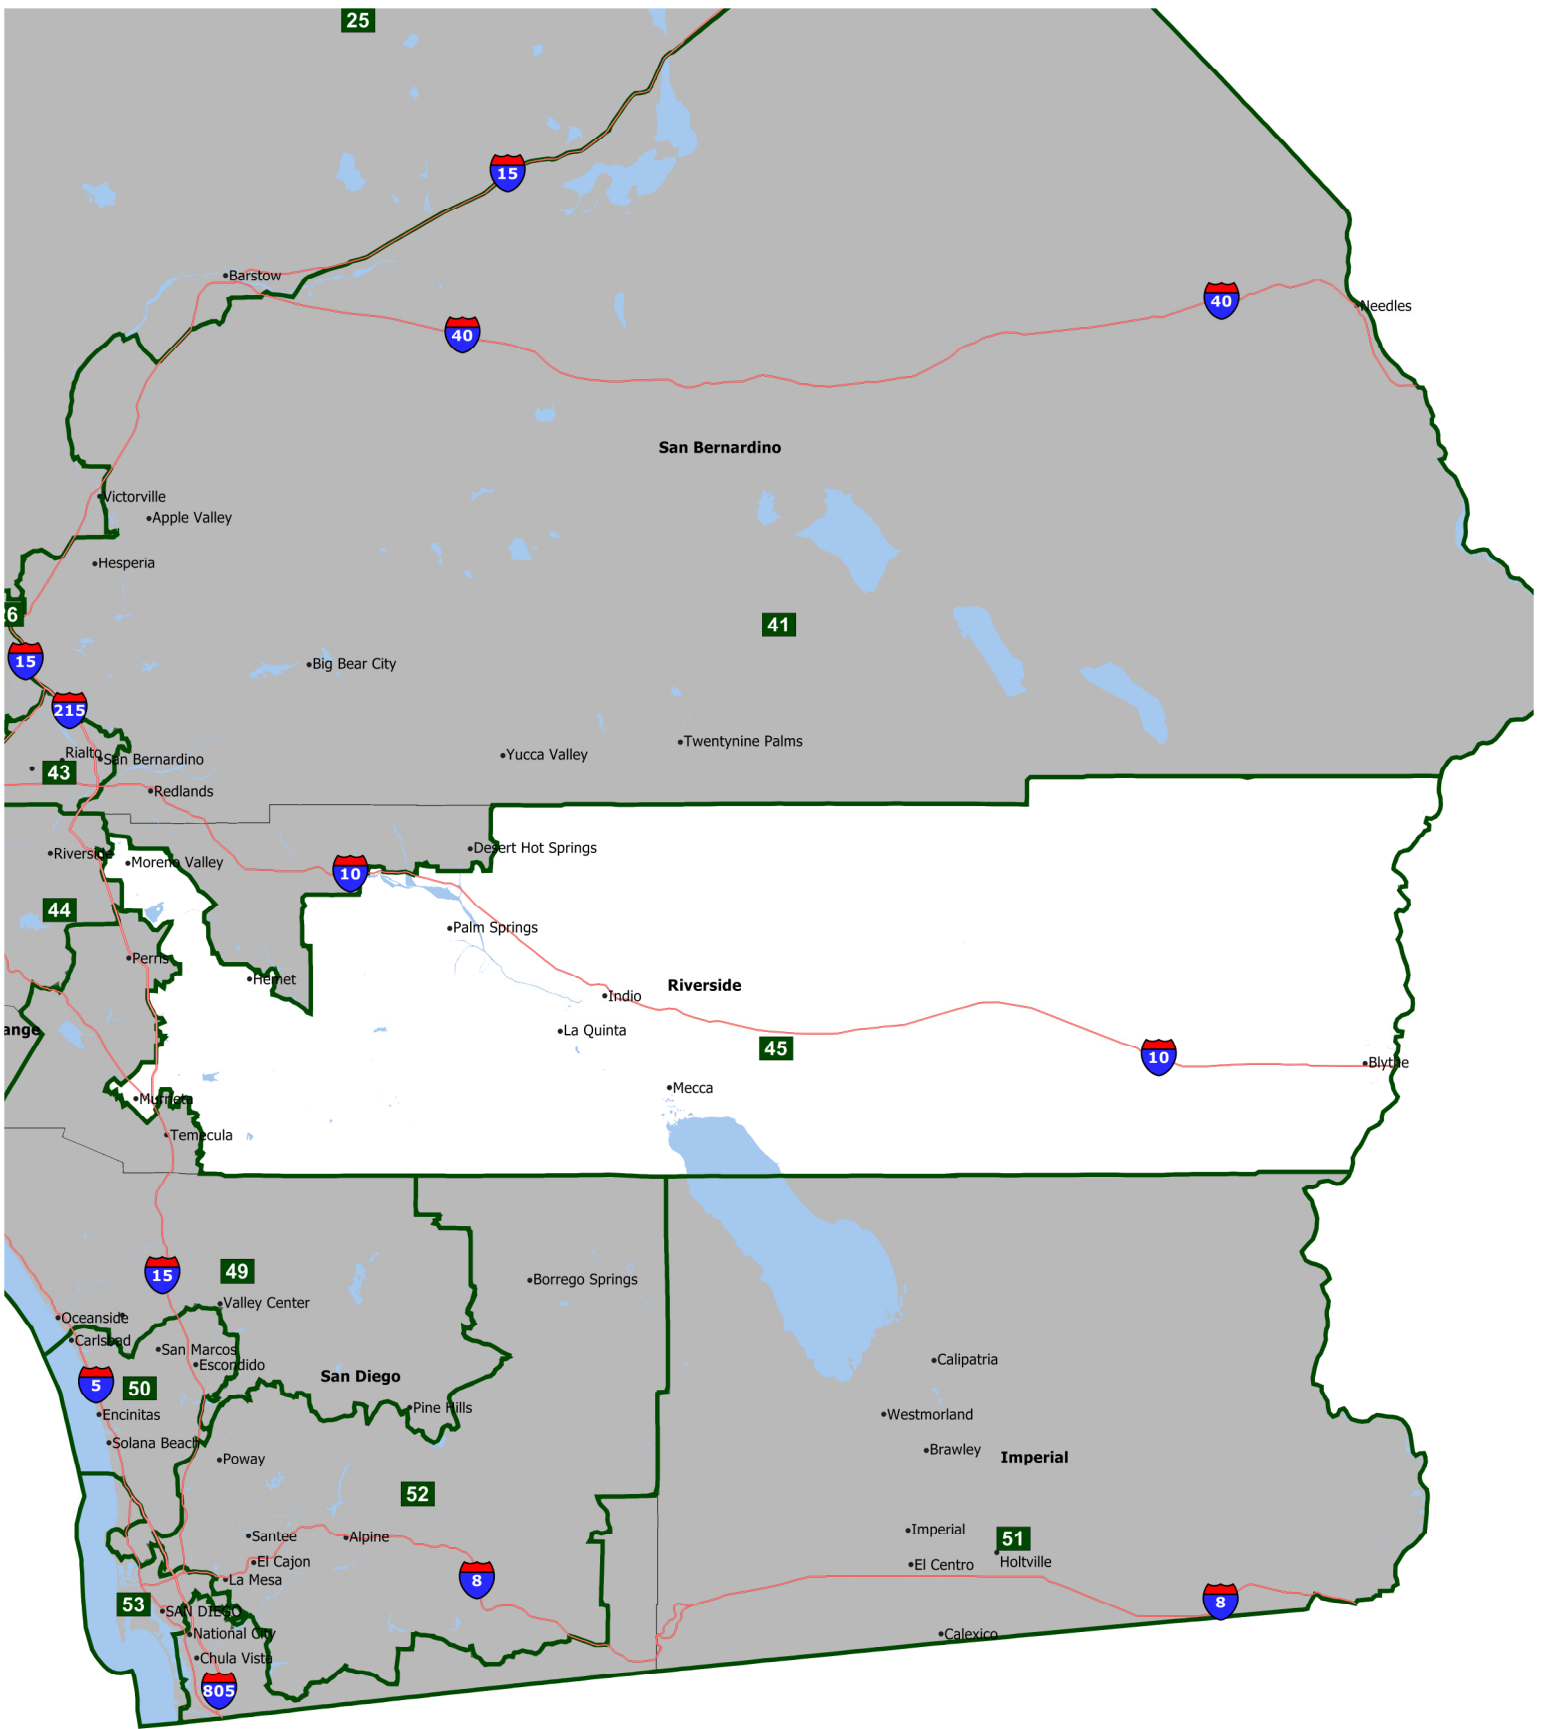 25
15
Barstow
40
40
Needles
San Bernardino
Victorville
Apple Valley
Hesperia
26
41
15
Big Bear City
215
Twentynine Palms
Rialto
Yucca Valley
San Bernardino
43
Redlands
Desert Hot Springs
Riverside
Moreno Valley
10
44
Palm Springs
Perris
Hemet
Riverside
Indio
ange
La Quinta
45
10
Blythe
Mecca
Murrieta
Temecula
15
49
Borrego Springs
Valley Center
Oceanside
Carlsbad
San Marcos
Calipatria
Escondido
San Diego
5
50
Pine Hills
Encinitas
Westmorland
Solana Beach
Brawley
Poway
Imperial
52
Imperial
Santee
Alpine
51
El Cajon
El Centro
Holtville
La Mesa
8
53
8
SAN DIEGO
National City
Calexico
Chula Vista
805